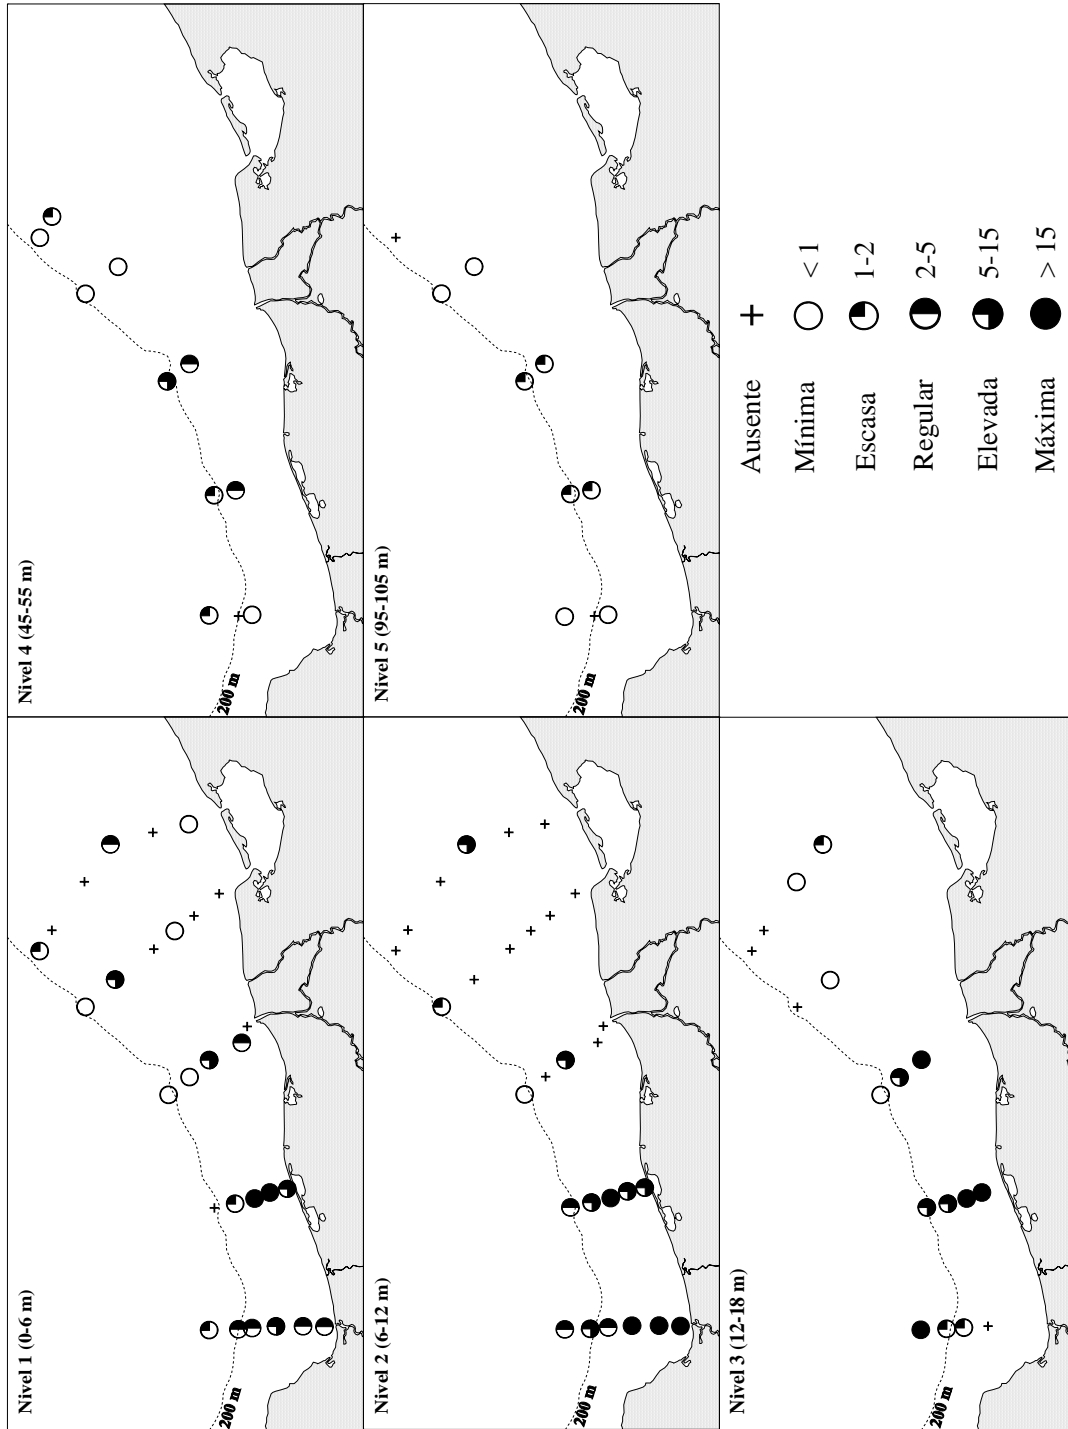 Nivel 1 (0-6 m)
200 m
Nivel 4 (45-55 m)
200 m
Nivel 2 (6-12 m)
Nivel 5 (95-105 m)
200 m
Nivel 3 (12-18 m)
200 m
Ausente +
Mínima < 1
Escasa 1-2
Regular 2-5
Elevada 5-15
Máxima > 15